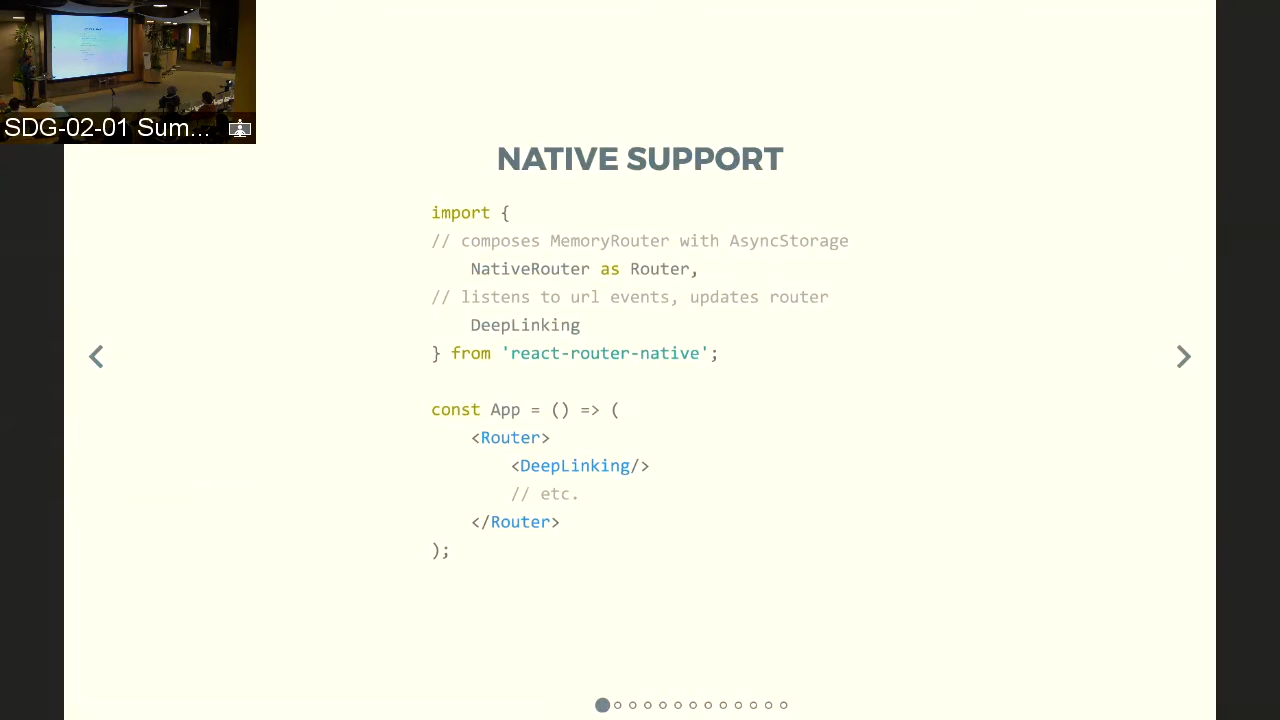 SDG-02-01 Sum...
NATIVE SUPPORT
import {
// composes MemoryRouter with AsyncStorage
NativeRouter as Router,
// listens to url events, updates router
DeepLinking
} from 'react-router-native';
const App = () => (
<Router>
<DeepLinking/>
// etc.
</Router>
);